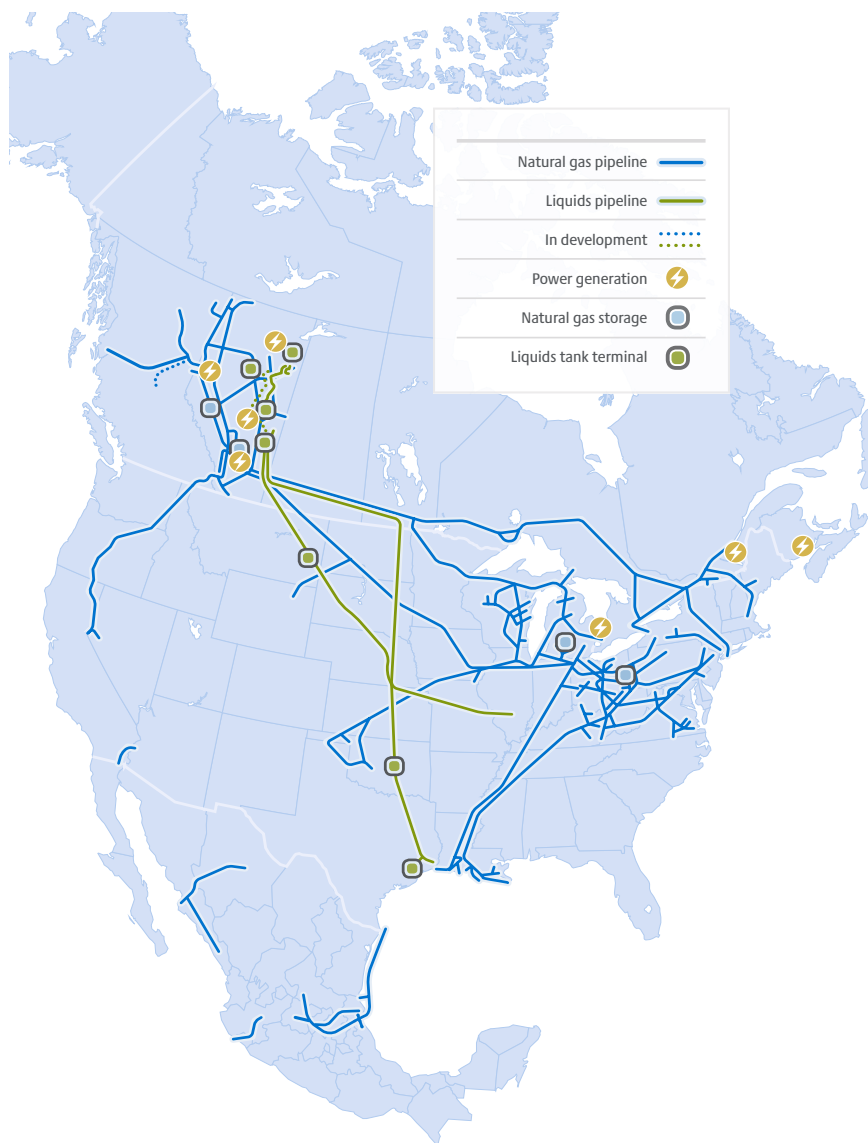 Natural gas pipeline
Liquids pipeline
In development
Power generation
Natural gas storage
Liquids tank terminal